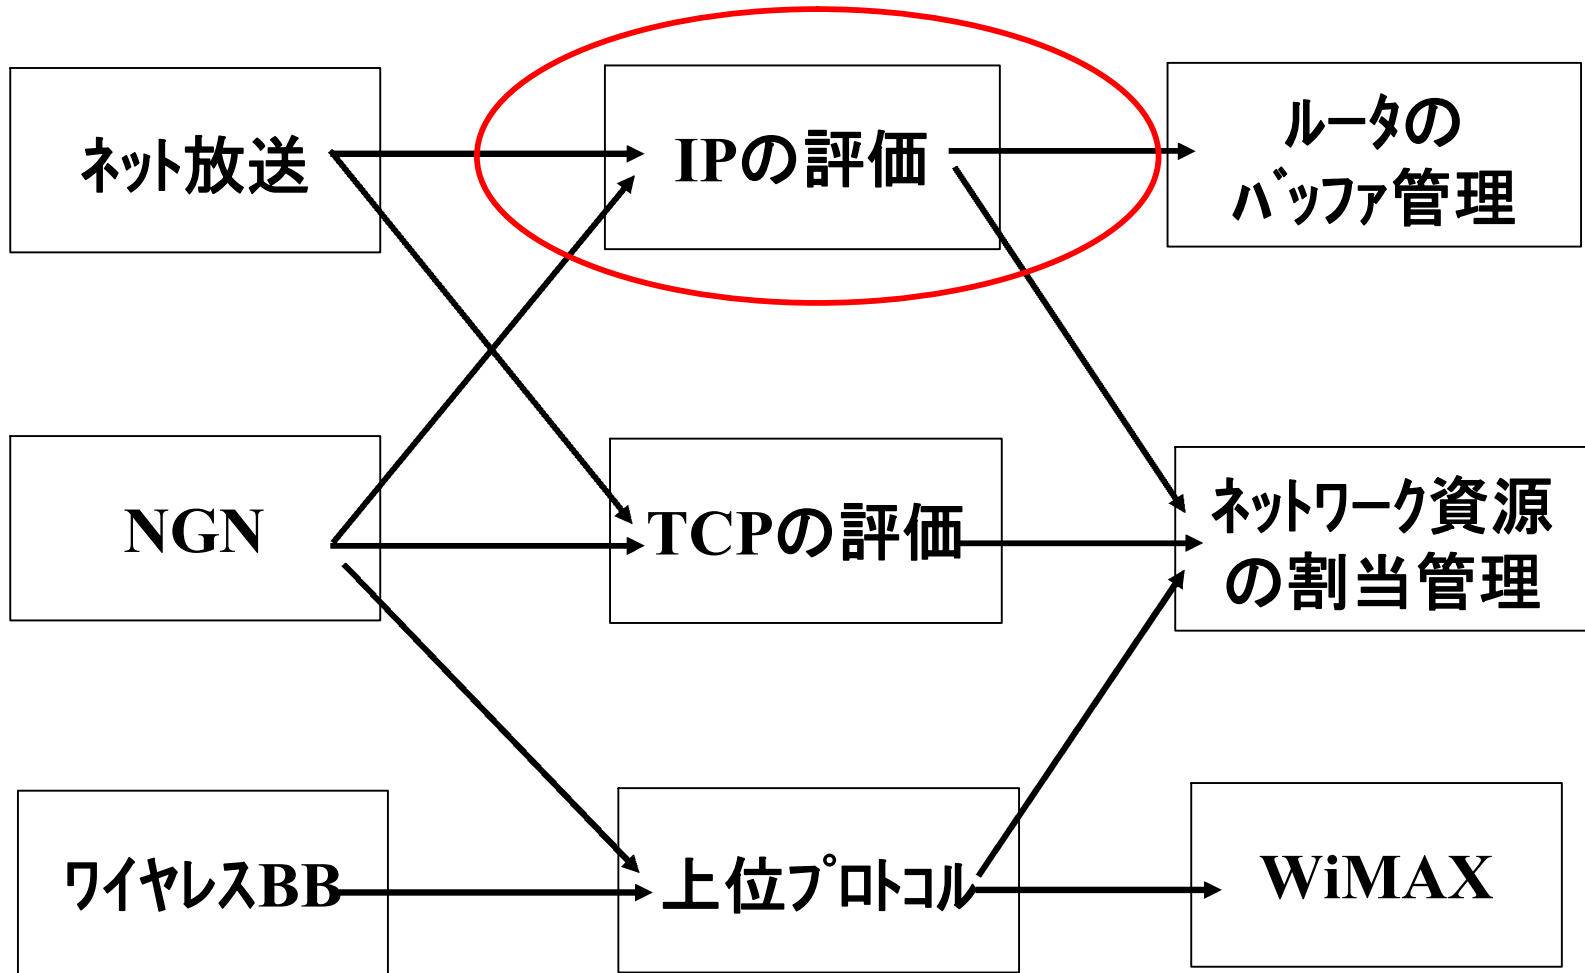 ネット放送
IPの評価
ルータの
バッファ管理
NGN
TCPの評価
ネットワーク資源
の割当管理
ワイヤレスBB
上位プロトコル
WiMAX